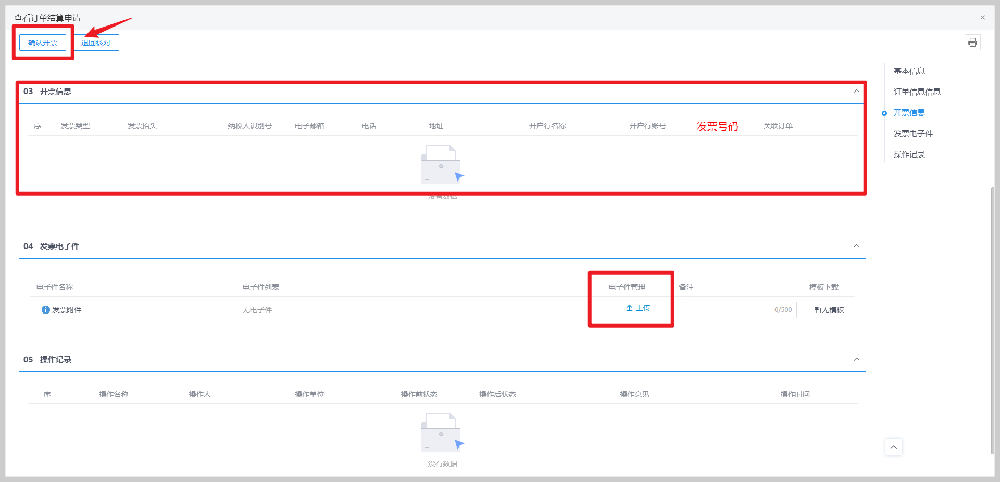 查看订单结算申请
确认开票
退回核对
基本信息
订单信息信息
开票信息
发票电子件
操作记录
03 开票信息
序 发票类型 发票抬头 纳税人识别号 电子邮箱 电话 地址 开户行名称 开户行账号 发票号码 关联订单
没有数据
04 发票电子件
电子件名称 电子件列表 电子件管理 备注 模板下载
发票附件 无电子件 上传 0/500 暂无模板
05 操作记录
序 操作名称 操作人 操作单位 操作前状态 操作后状态 操作意见 操作时间
没有数据